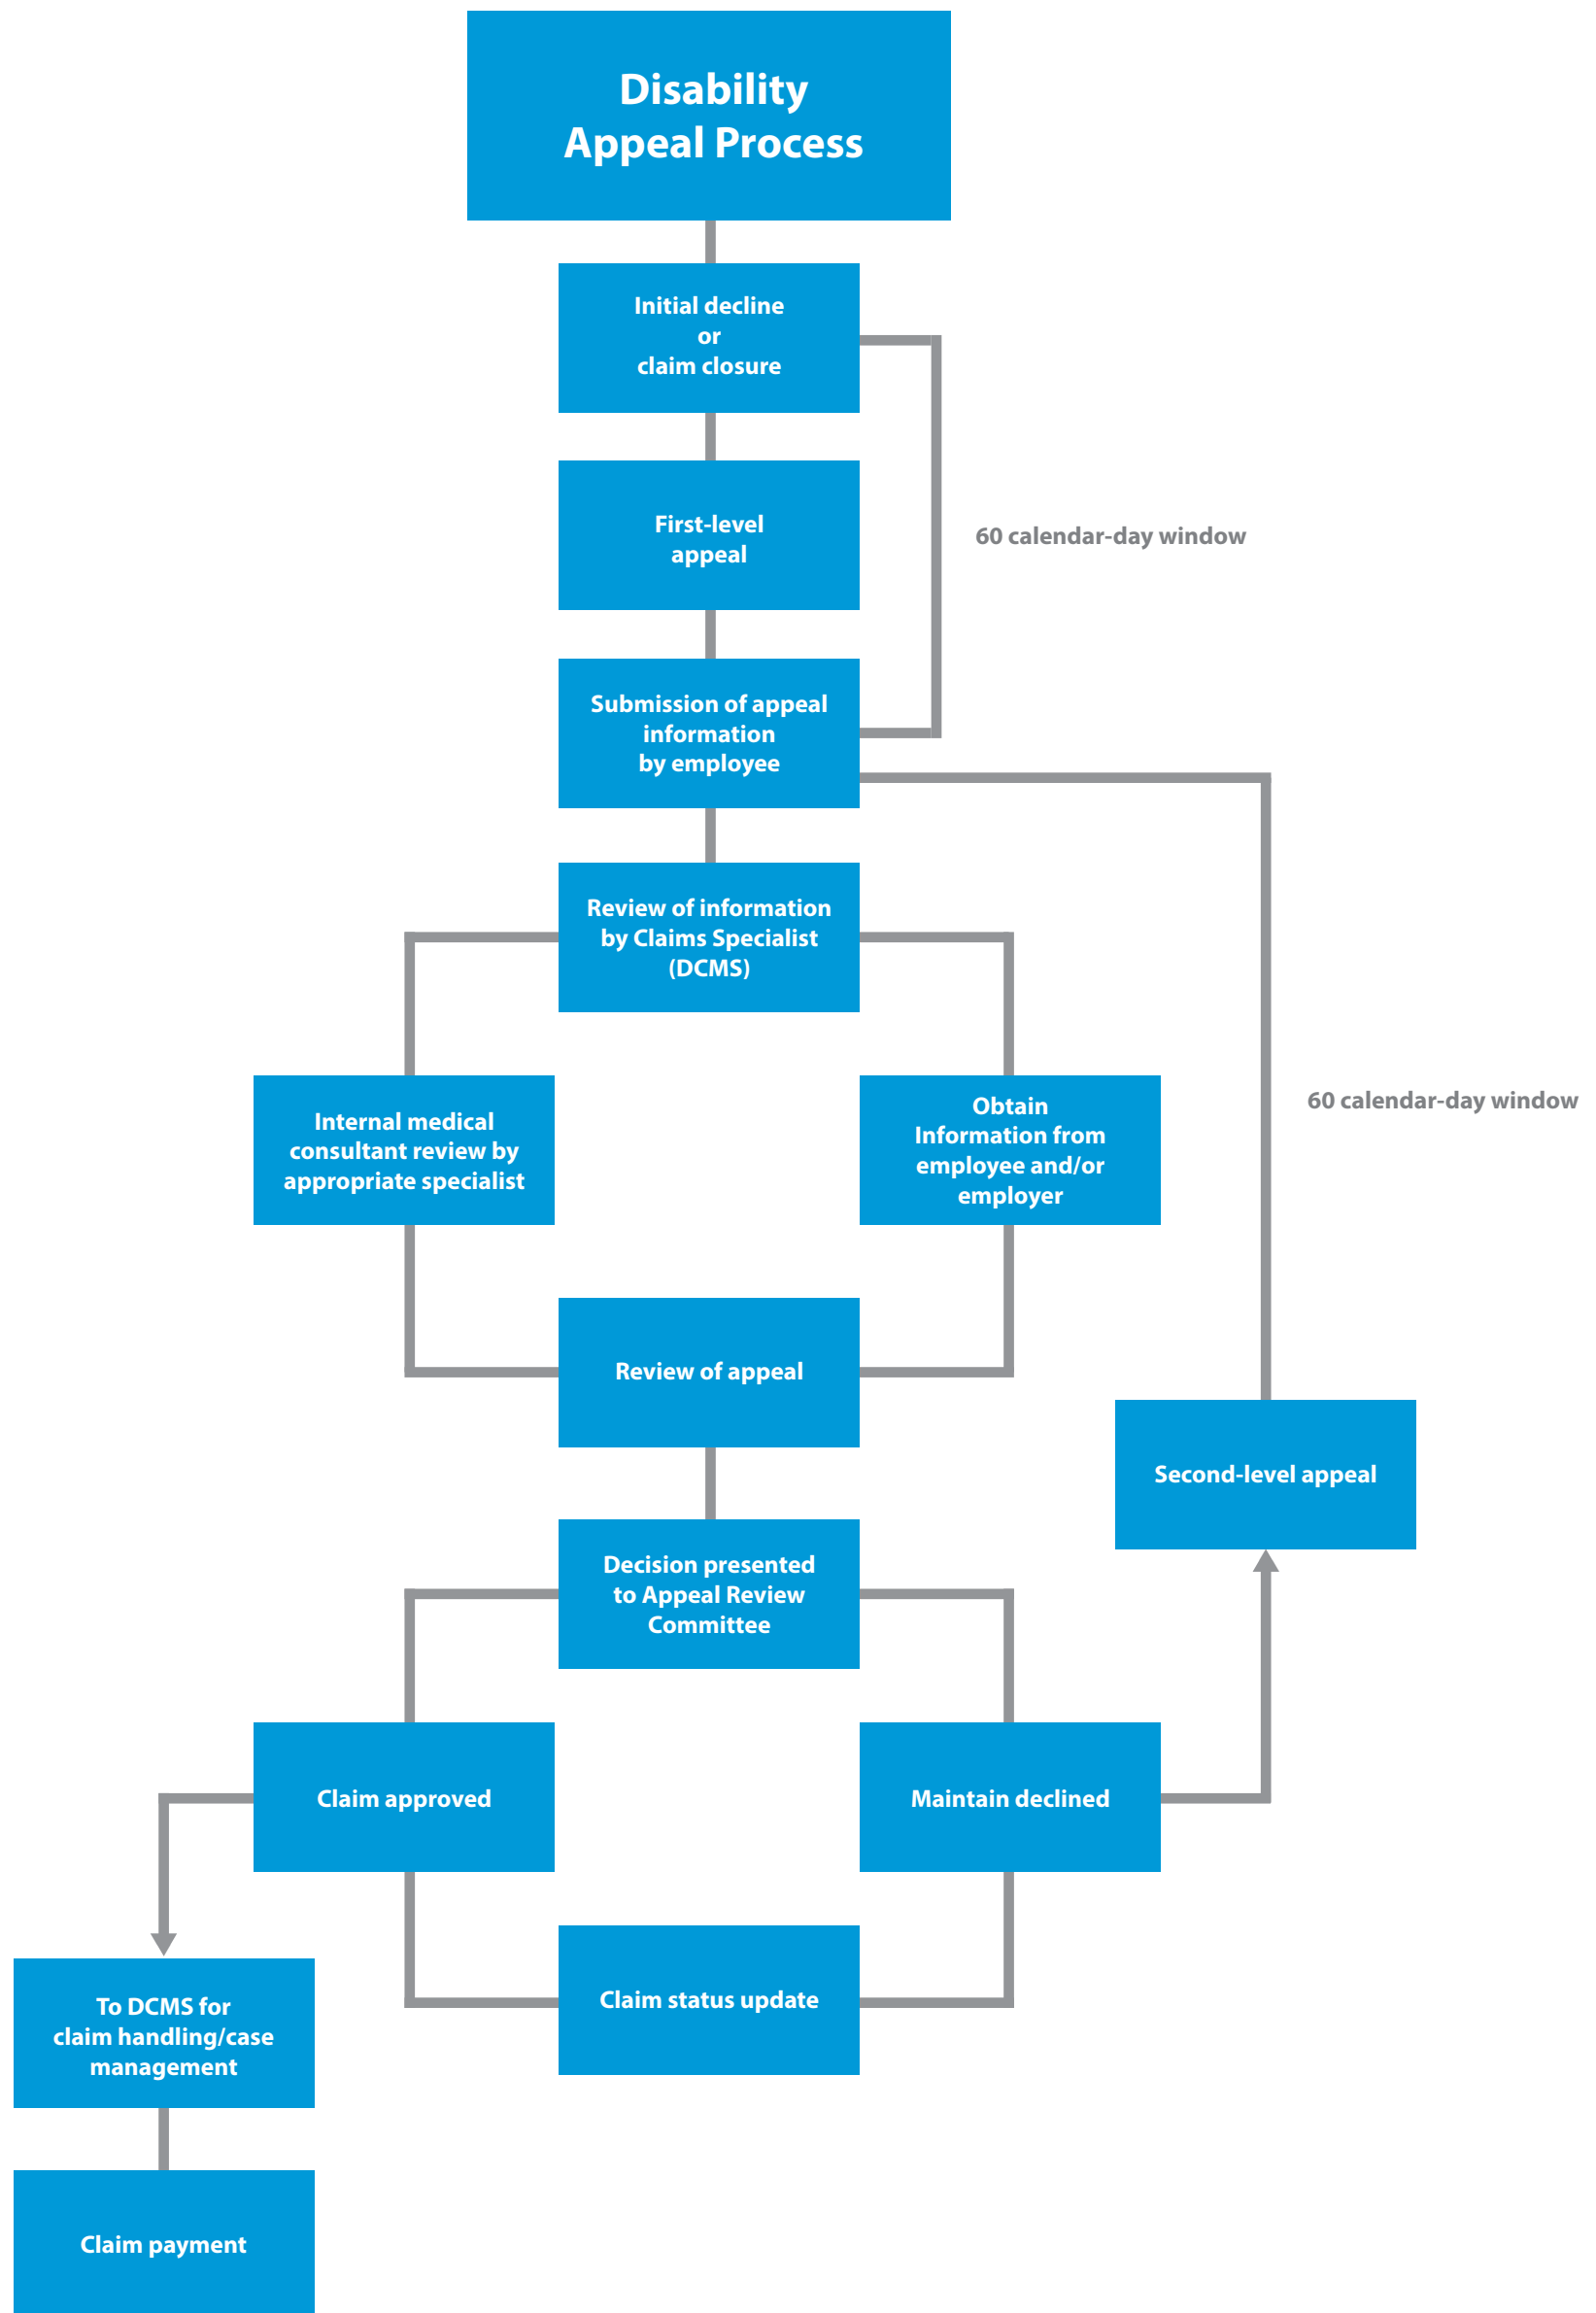 Disability
Appeal Process
Initial decline
or
claim closure
First-level
appeal
60 calendar-day window
Submission of appeal
information
by employee
Review of information
by Claims Specialist
(DCMS)
Internal medical
consultant review by
appropriate specialist
Obtain
Information from
employee and/or
employer
60 calendar-day window
Review of appeal
Second-level appeal
Decision presented
to Appeal Review
Committee
Claim approved
Maintain declined
To DCMS for
claim handling/case
management
Claim status update
Claim payment